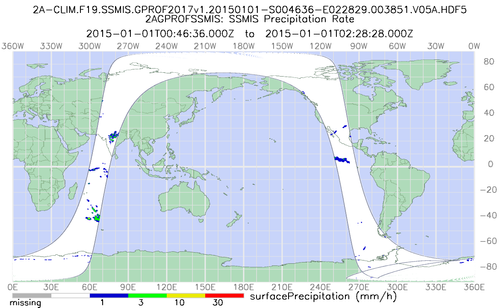 2A-CLIM.F19.SSMIS.GPROF2017v1.20150101-S004636-E022829.003851.V05A.HDF5
2AGPROFSSMIS: SSMIS Precipitation Rate
2015-01-01T00:46:36.000Z to 2015-01-01T02:28:28.000Z
360W 330W 300W 270W 240W 210W 180W 150W 120W 90W 60W 30W 0W
80
60
40
20
0
-20
-40
-60
-80
0E 30E 60E 90E 120E 150E 180E 210E 240E 270E 300E 330E 360E
missing 1 3 10 30 surfacePrecipitation (mm/h)